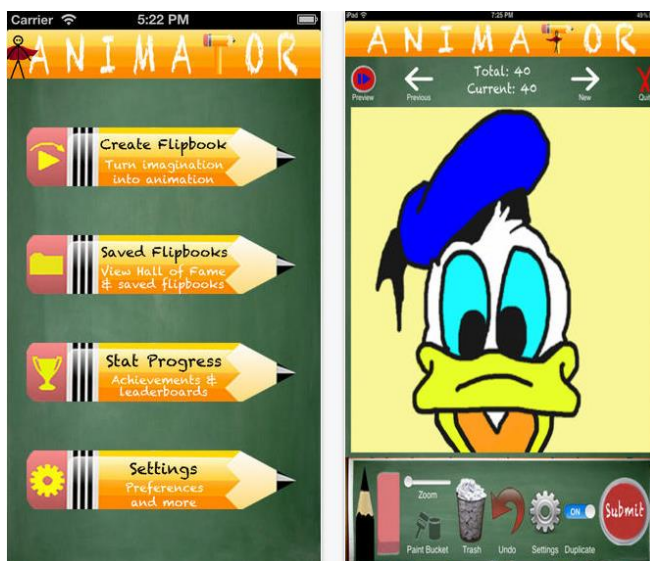 Carrier 5:22 PM
ANIMATOR
Create Flipbook
Turn imagination
into animation
Saved Flipbooks
View Hall of Fame
& saved flipbooks
Stat Progress
Achievements &
leaderboards
Settings
Preferences
and more
iPad 7:25 PM 49%
ANIMATOR
Total: 40
Current: 40
Preview
Previous
New
Quit
Zoom
Paint Bucket
Trash
Undo
Settings
ON
Duplicate
Submit